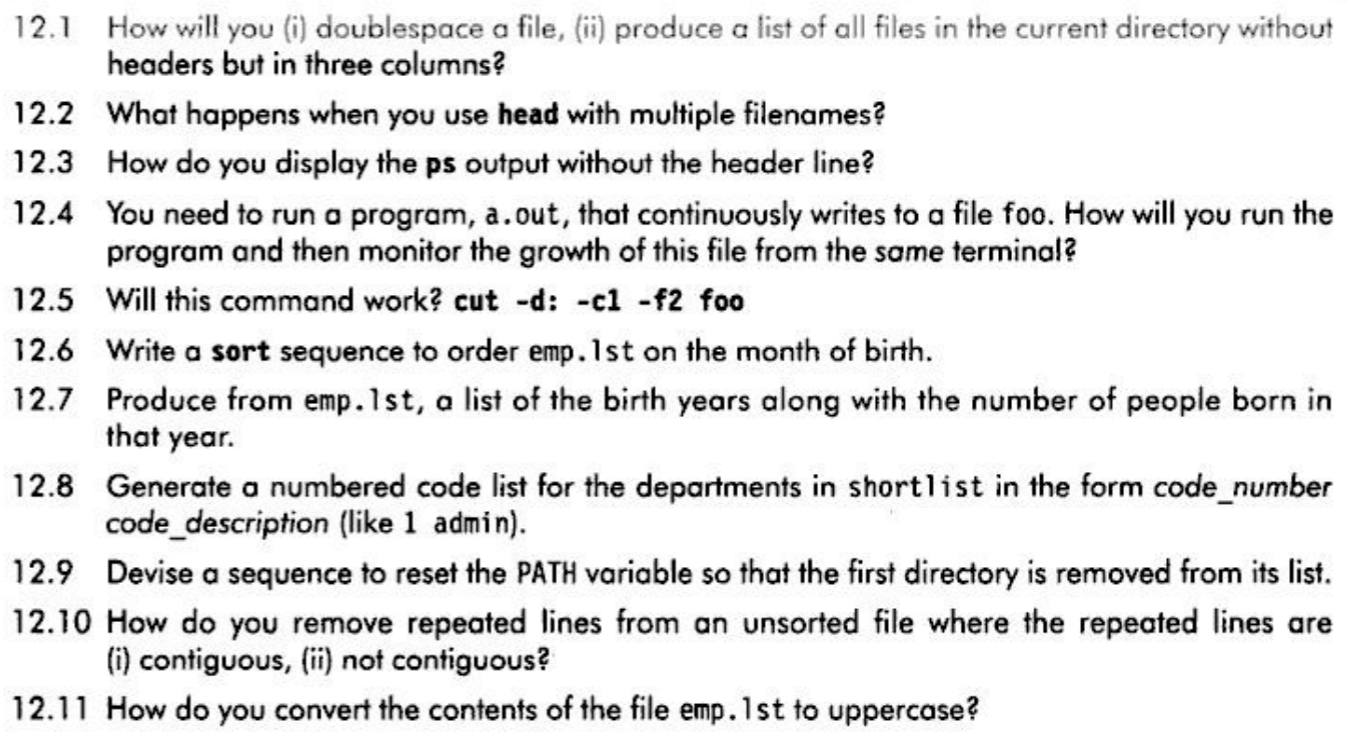 12.1 How will you (i) doublespace a file, (ii) produce a list of all files in the current directory without
headers but in three columns?
12.2 What happens when you use head with multiple filenames?
12.3 How do you display the ps output without the header line?
12.4 You need to run a program, a.out, that continuously writes to a file foo. How will you run the
program and then monitor the growth of this file from the same terminal?
12.5 Will this command work? cut -d: -c1 -f2 foo
12.6 Write a sort sequence to order emp.lst on the month of birth.
12.7 Produce from emp.lst, a list of the birth years along with the number of people born in
that year.
12.8 Generate a numbered code list for the departments in shortlist in the form code_number
code_description (like 1 admin).
12.9 Devise a sequence to reset the PATH variable so that the first directory is removed from its list.
12.10 How do you remove repeated lines from an unsorted file where the repeated lines are
(i) contiguous, (ii) not contiguous?
12.11 How do you convert the contents of the file emp.lst to uppercase?